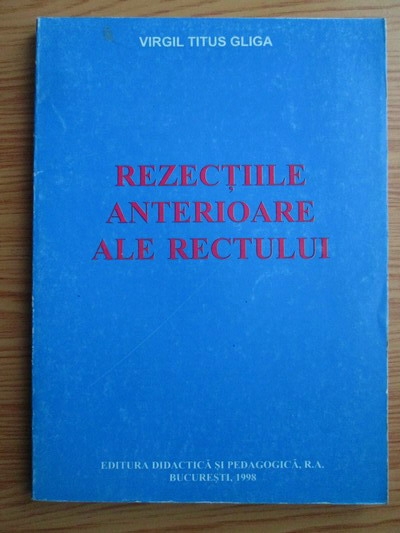 VIRGIL TITUS GLIGA
REZECȚIILE
ANTERIOARE
ALE RECTULUI
EDITURA DIDACTICĂ ȘI PEDAGOGICĂ, R.A.
BUCUREȘTI, 1998